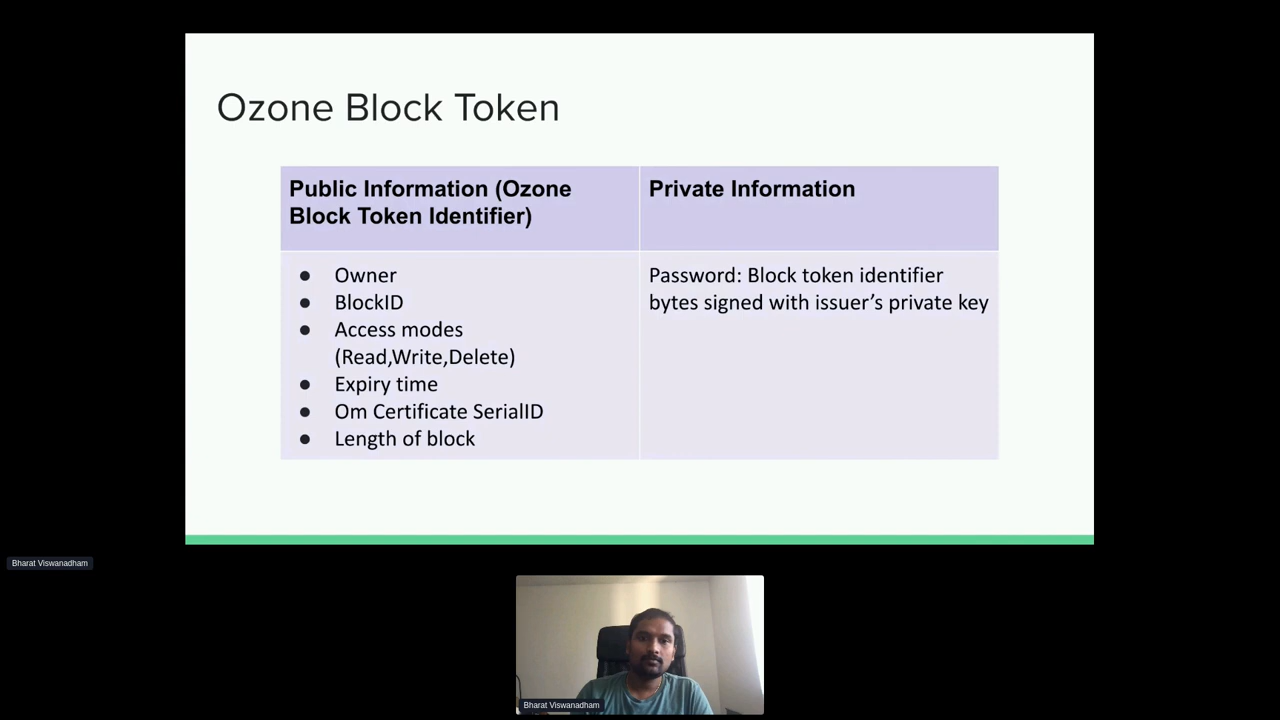 Ozone Block Token
Public Information (Ozone
Block Token Identifier)
Private Information
● Owner
● BlockID
● Access modes
(Read,Write,Delete)
● Expiry time
● Om Certificate SerialID
● Length of block
Password: Block token identifier
bytes signed with issuer’s private key
Bharat Viswanadham
Bharat Viswanadham